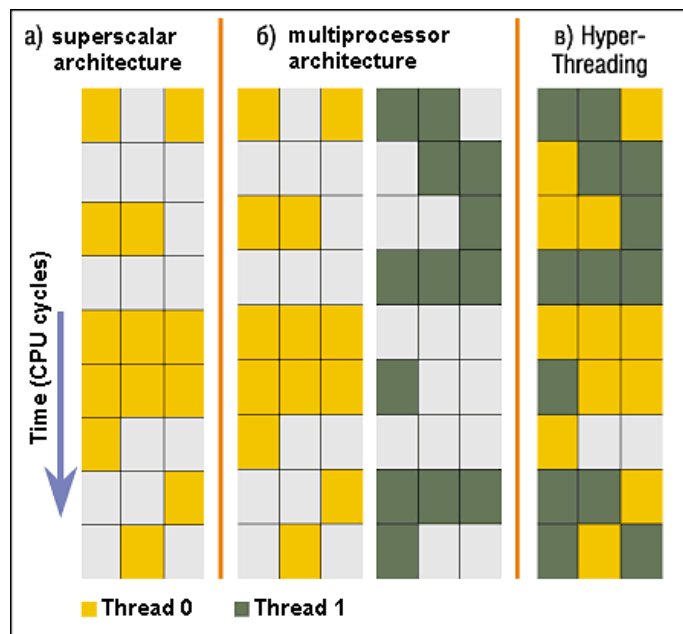 а) superscalar
architecture
б) multiprocessor
architecture
в) Hyper-
Threading
Time (CPU cycles)
Thread 0
Thread 1